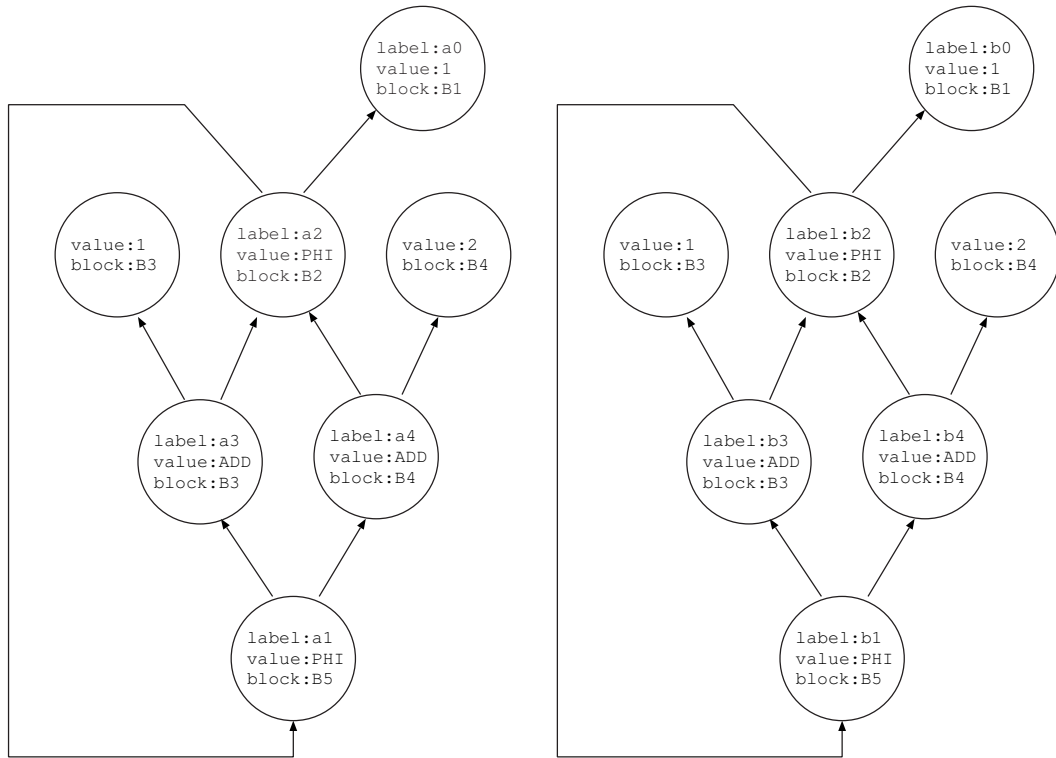 label:a0
value:1
block:B1
label:b0
value:1
block:B1
value:1
block:B3
label:a2
value:PHI
block:B2
value:2
block:B4
value:1
block:B3
label:b2
value:PHI
block:B2
value:2
block:B4
label:a3
value:ADD
block:B3
label:a4
value:ADD
block:B4
label:b3
value:ADD
block:B3
label:b4
value:ADD
block:B4
label:a1
value:PHI
block:B5
label:b1
value:PHI
block:B5